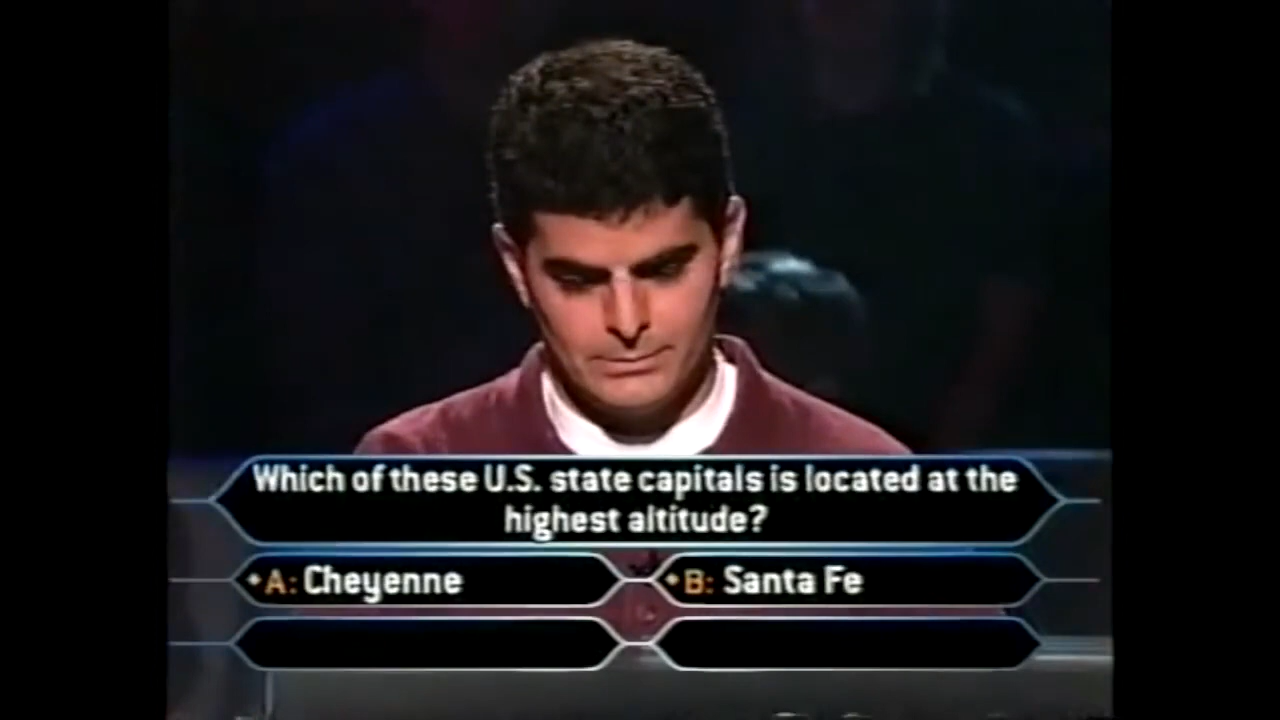 Which of these U.S. state capitals is located at the
highest altitude?
A: Cheyenne
B: Santa Fe